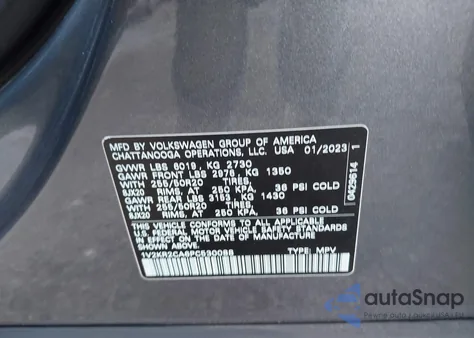 MFD BY VOLKSWAGEN GROUP OF AMERICA
CHATTANOOGA OPERATIONS, LLC. USA 01/2023
GVWR LBS 6019, KG 2730
GAWR FRONT LBS 2976, KG 1350
WITH 255/50R20 TIRES,
8JX20 RIMS, AT 250 KPA, 36 PSI COLD
GAWR REAR LBS 3153, KG 1430
WITH 255/50R20 TIRES,
8JX20 RIMS, AT 250 KPA, 36 PSI COLD
THIS VEHICLE CONFORMS TO ALL APPLICABLE
U.S. FEDERAL MOTOR VEHICLE SAFETY STANDARDS
IN EFFECT ON THE DATE OF MANUFACTURE
SHOWN ABOVE.
TYPE: MPV
0429614 1
autoSnap